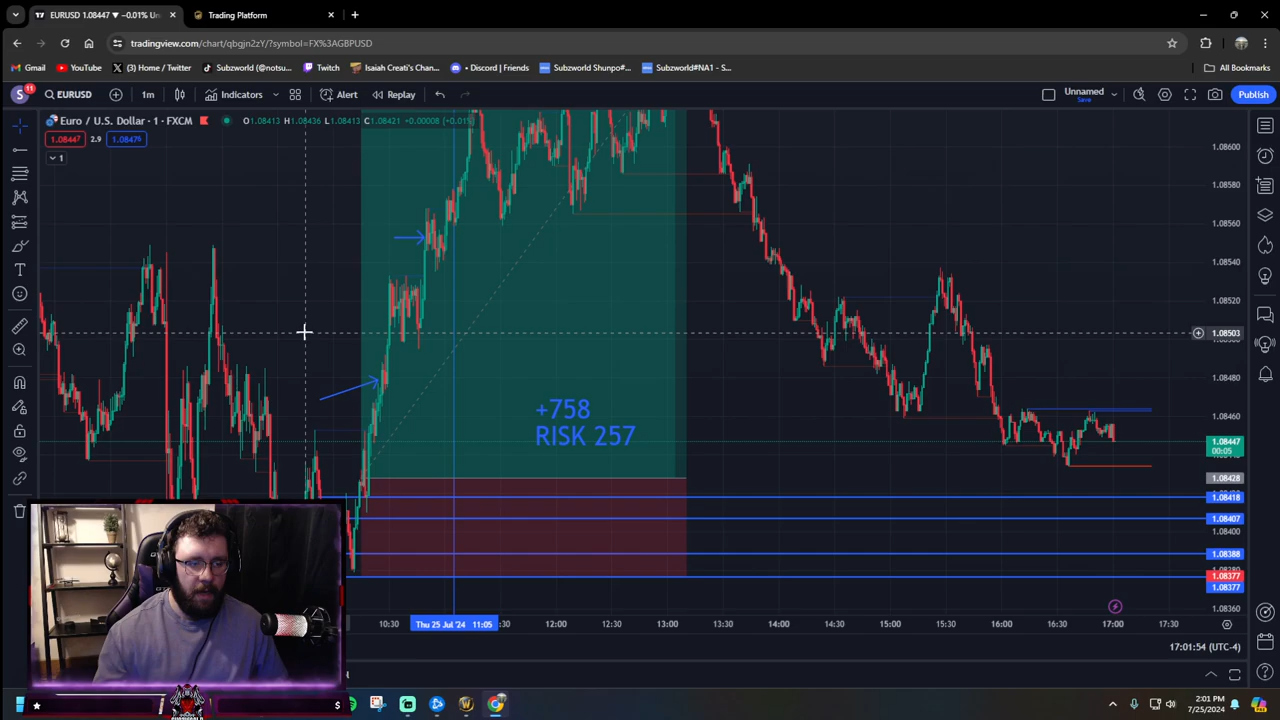 EURUSD 1.08447 ▼ −0.01% Un
Trading Platform
tradingview.com/chart/qbgjn2zY/?symbol=FX%3AGBPUSD
Gmail
YouTube
(3) Home / Twitter
Subzworld (@notsu...
Twitch
Isaiah Creati's Chan...
Discord | Friends
Subzworld Shunpo#...
Subzworld#NA1 - S...
All Bookmarks
S 11
EURUSD
1m
Indicators
Alert
Replay
Unnamed
Save
Publish
Euro / U.S. Dollar · 1 · FXCM
O1.08413 H1.08436 L1.08413 C1.08421 +0.00008 (+0.01%)
1.08447 2.9 1.08476
1
1.08600
1.08580
1.08560
1.08540
1.08520
1.08503
1.08480
1.08460
1.08447
00:05
1.08428
1.08418
1.08407
1.08400
1.08388
1.08377
1.08377
1.08360
+758
RISK 257
10:30
Thu 25 Jul '24 11:05
:30
12:00
12:30
13:00
13:30
14:00
14:30
15:00
15:30
16:00
16:30
17:00
17:30
17:01:54 (UTC-4)
$
2:01 PM
7/25/2024